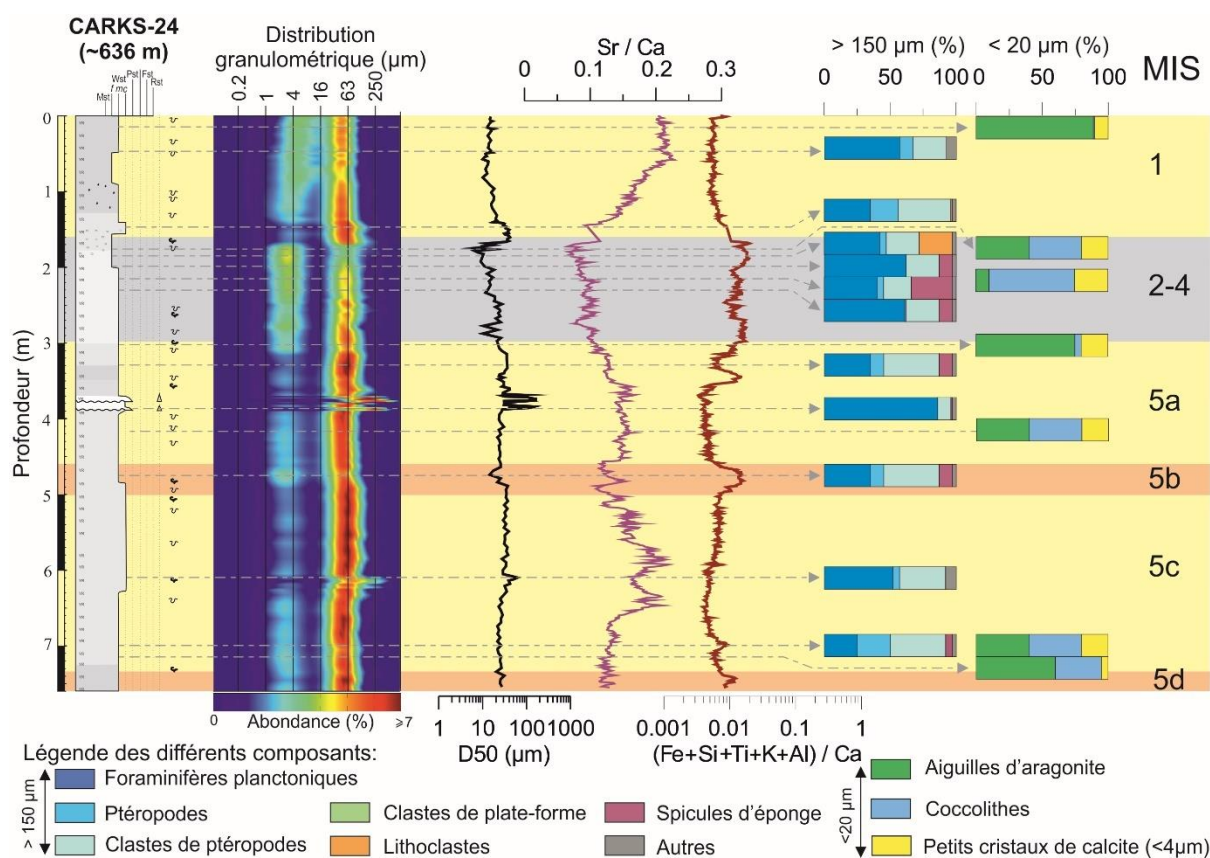 CARKS-24
(~636 m)
Mst
Wst
f mc
Pst
Fst
Rst
Distribution
granulométrique (µm)
0.2 1 4 16 63 250
Sr / Ca
0 0.1 0.2 0.3
> 150 µm (%)
0 50 100
< 20 µm (%)
0 50 100
MIS
Profondeur (m)
0
1
2
3
4
5
6
7
1
2-4
5a
5b
5c
5d
0 Abondance (%) ⩾7
1 10 100 1000
D50 (µm)
0.001 0.01 0.1 1
(Fe+Si+Ti+K+Al) / Ca
Légende des différents composants:
> 150 µm
Foraminifères planctoniques
Ptéropodes
Clastes de ptéropodes
Clastes de plate-forme
Lithoclastes
Spicules d'éponge
Autres
<20 µm
Aiguilles d'aragonite
Coccolithes
Petits cristaux de calcite (<4µm)